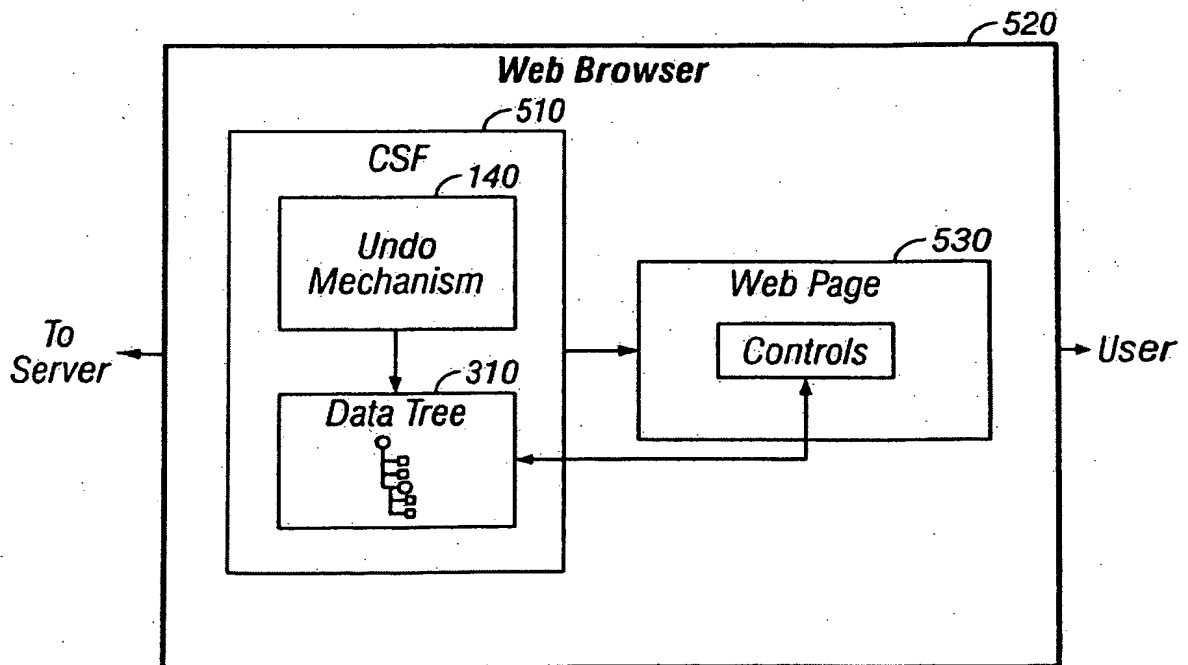 520
Web Browser
510
CSF
140
Undo
Mechanism
530
Web Page
Controls
To
Server
User
310
Data Tree